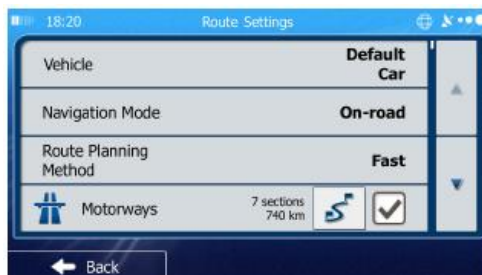 18:20 Route Settings
Vehicle
Default
Car
Navigation Mode
On-road
Route Planning
Method
Fast
Motorways
7 sections
740 km
Back